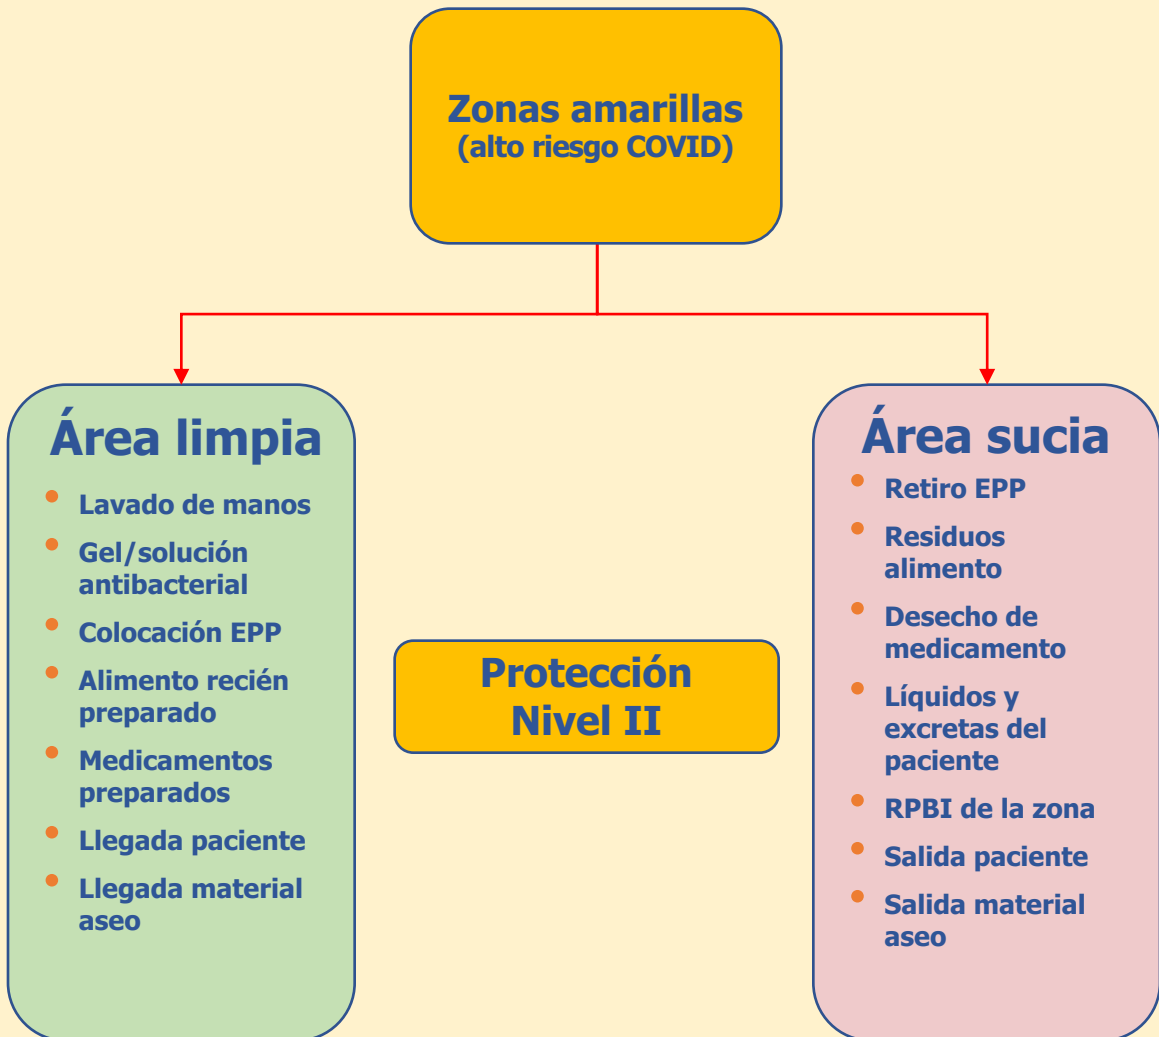 Zonas amarillas
(alto riesgo COVID)
Área limpia
• Lavado de manos
• Gel/solución
antibacterial
• Colocación EPP
• Alimento recién
preparado
• Medicamentos
preparados
• Llegada paciente
• Llegada material
aseo
Protección
Nivel II
Área sucia
• Retiro EPP
• Residuos
alimento
• Desecho de
medicamento
• Líquidos y
excretas del
paciente
• RPBI de la zona
• Salida paciente
• Salida material
aseo